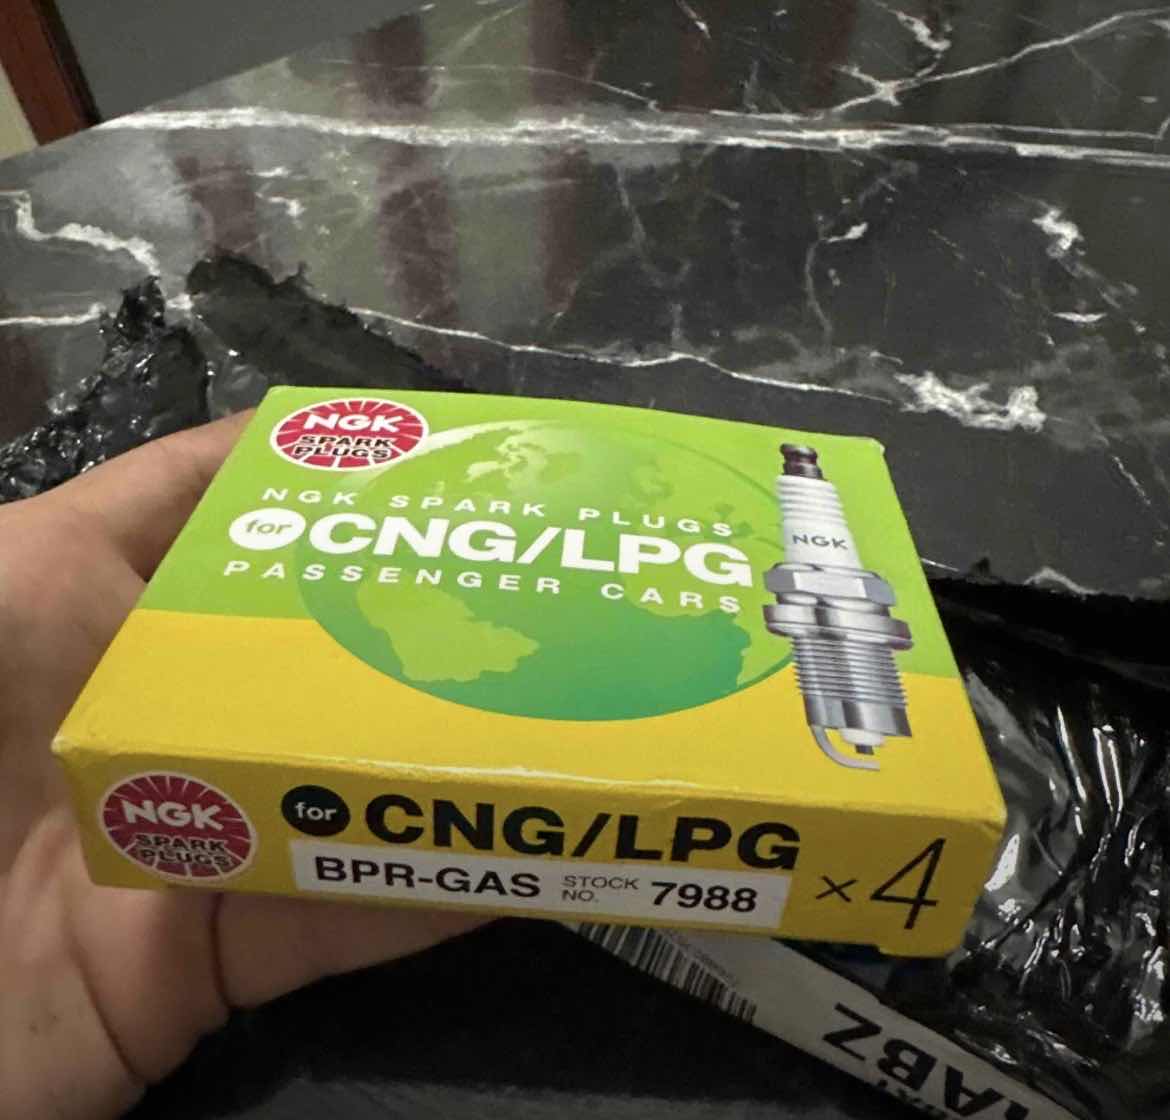 NGK
SPARK
PLUGS
NGK SPARK PLUGS
for CNG/LPG
PASSENGER CARS
NGK
NGK
SPARK
PLUGS
for CNG/LPG
BPR-GAS STOCK NO. 7988
×4
ABZ